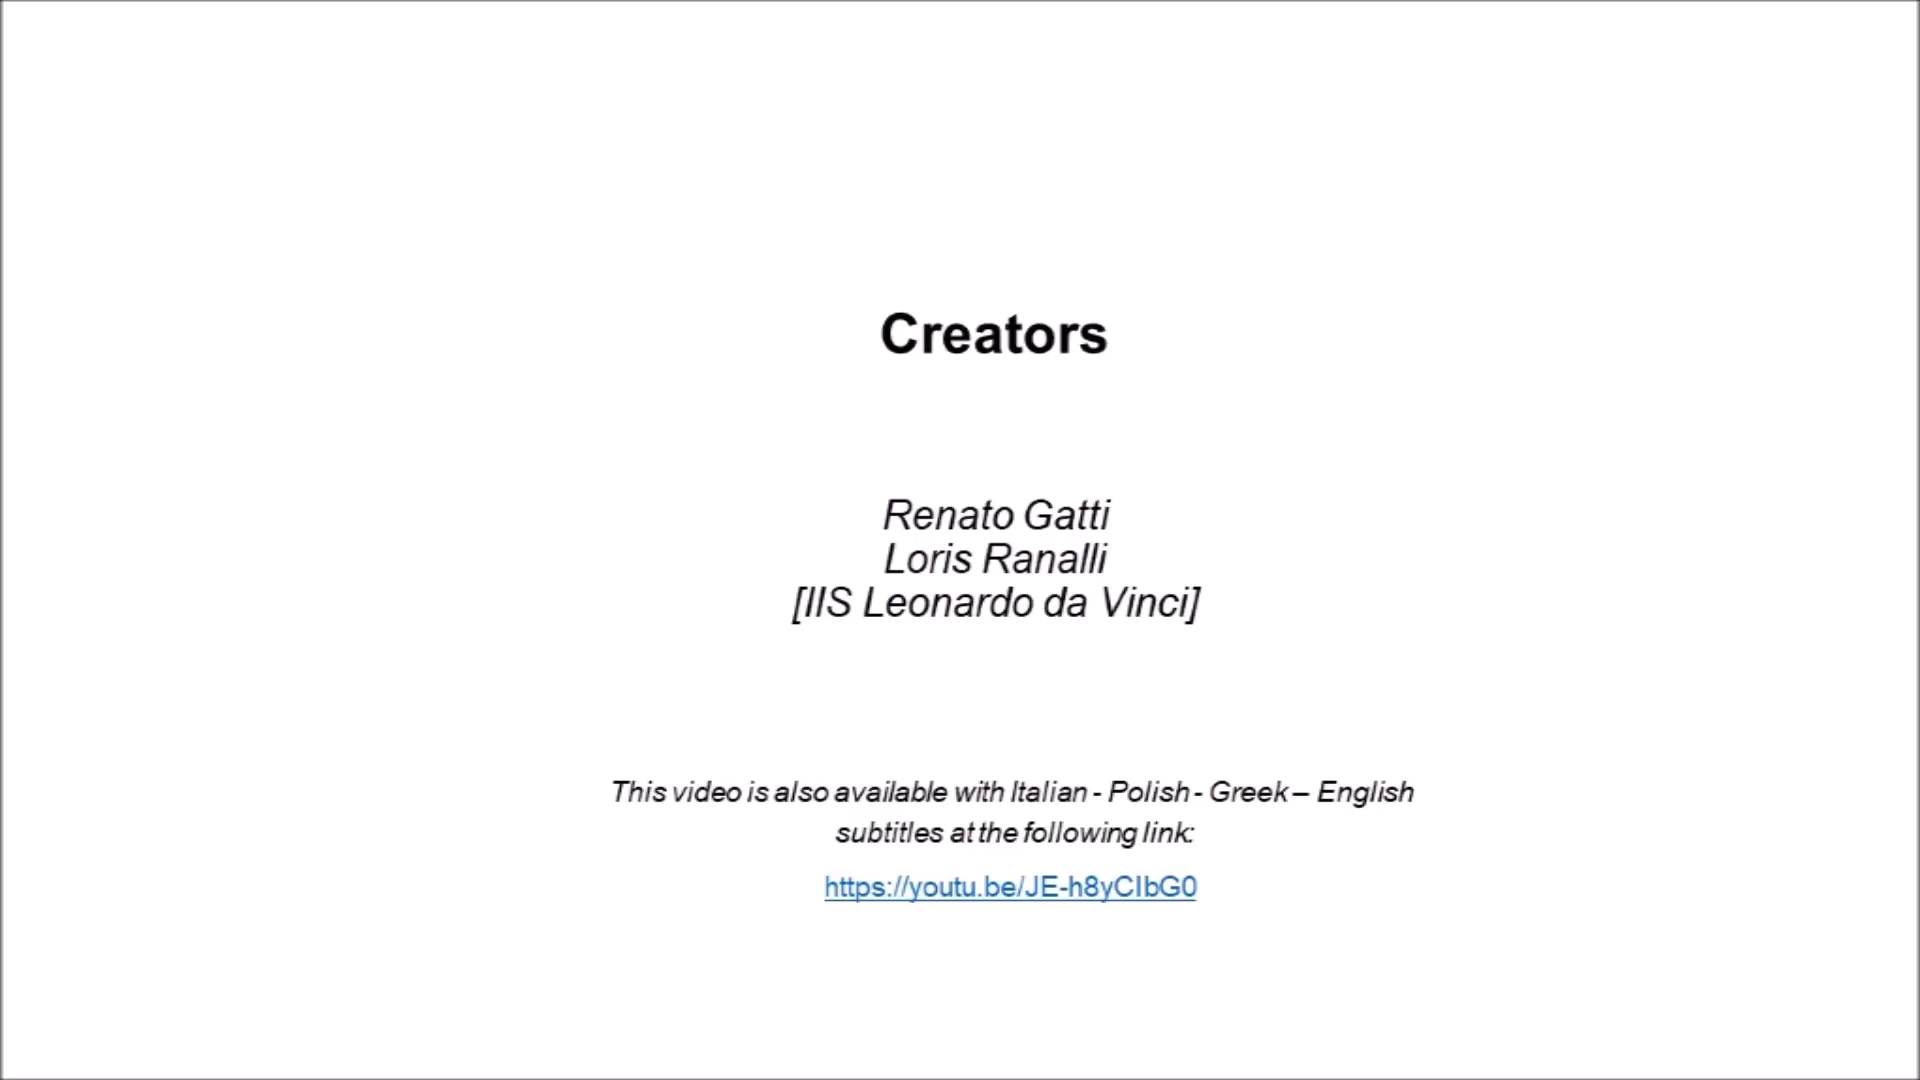 Creators
Renato Gatti
Loris Ranalli
[IIS Leonardo da Vinci]
This video is also available with Italian - Polish - Greek – English
subtitles at the following link:
https://youtu.be/JE-h8yCIbG0